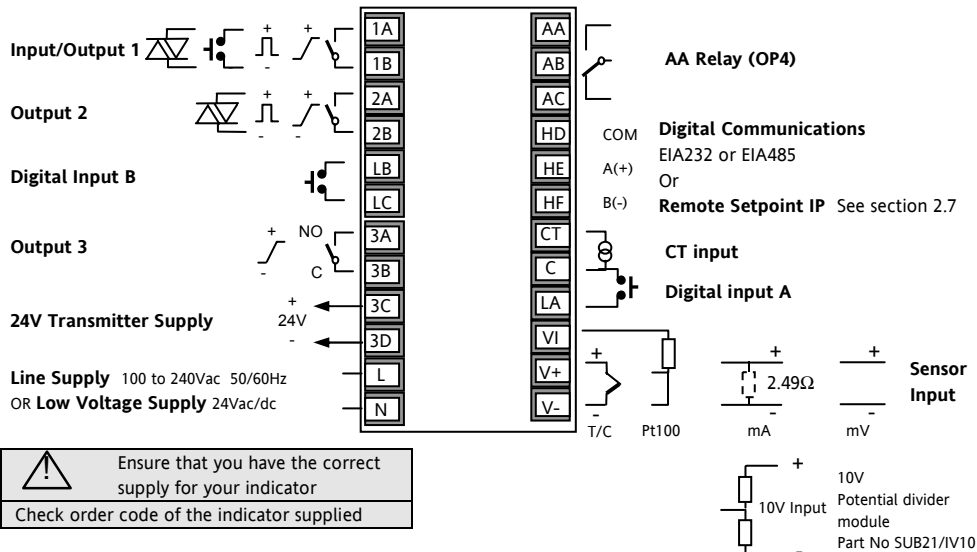 1A
AA
Input/Output 1
+
-
+
-
1B
AB
AA Relay (OP4)
2A
AC
Output 2
+
-
+
-
2B
HD
COM
Digital Communications
EIA232 or EIA485
Or
Remote Setpoint IP See section 2.7
Digital Input B
LB
HE
A(+)
LC
HF
B(-)
Output 3
+
-
NO
C
3A
CT
CT input
3B
C
24V Transmitter Supply
+
24V
-
3C
LA
Digital input A
3D
VI
Line Supply 100 to 240Vac 50/60Hz
OR Low Voltage Supply 24Vac/dc
L
V+
N
V-
+
-
T/C
Pt100
+
2.49Ω
-
mA
+
-
mV
Sensor
Input
!
Ensure that you have the correct
supply for your indicator
Check order code of the indicator supplied
+
10V Input
-
10V
Potential divider
module
Part No SUB21/IV10